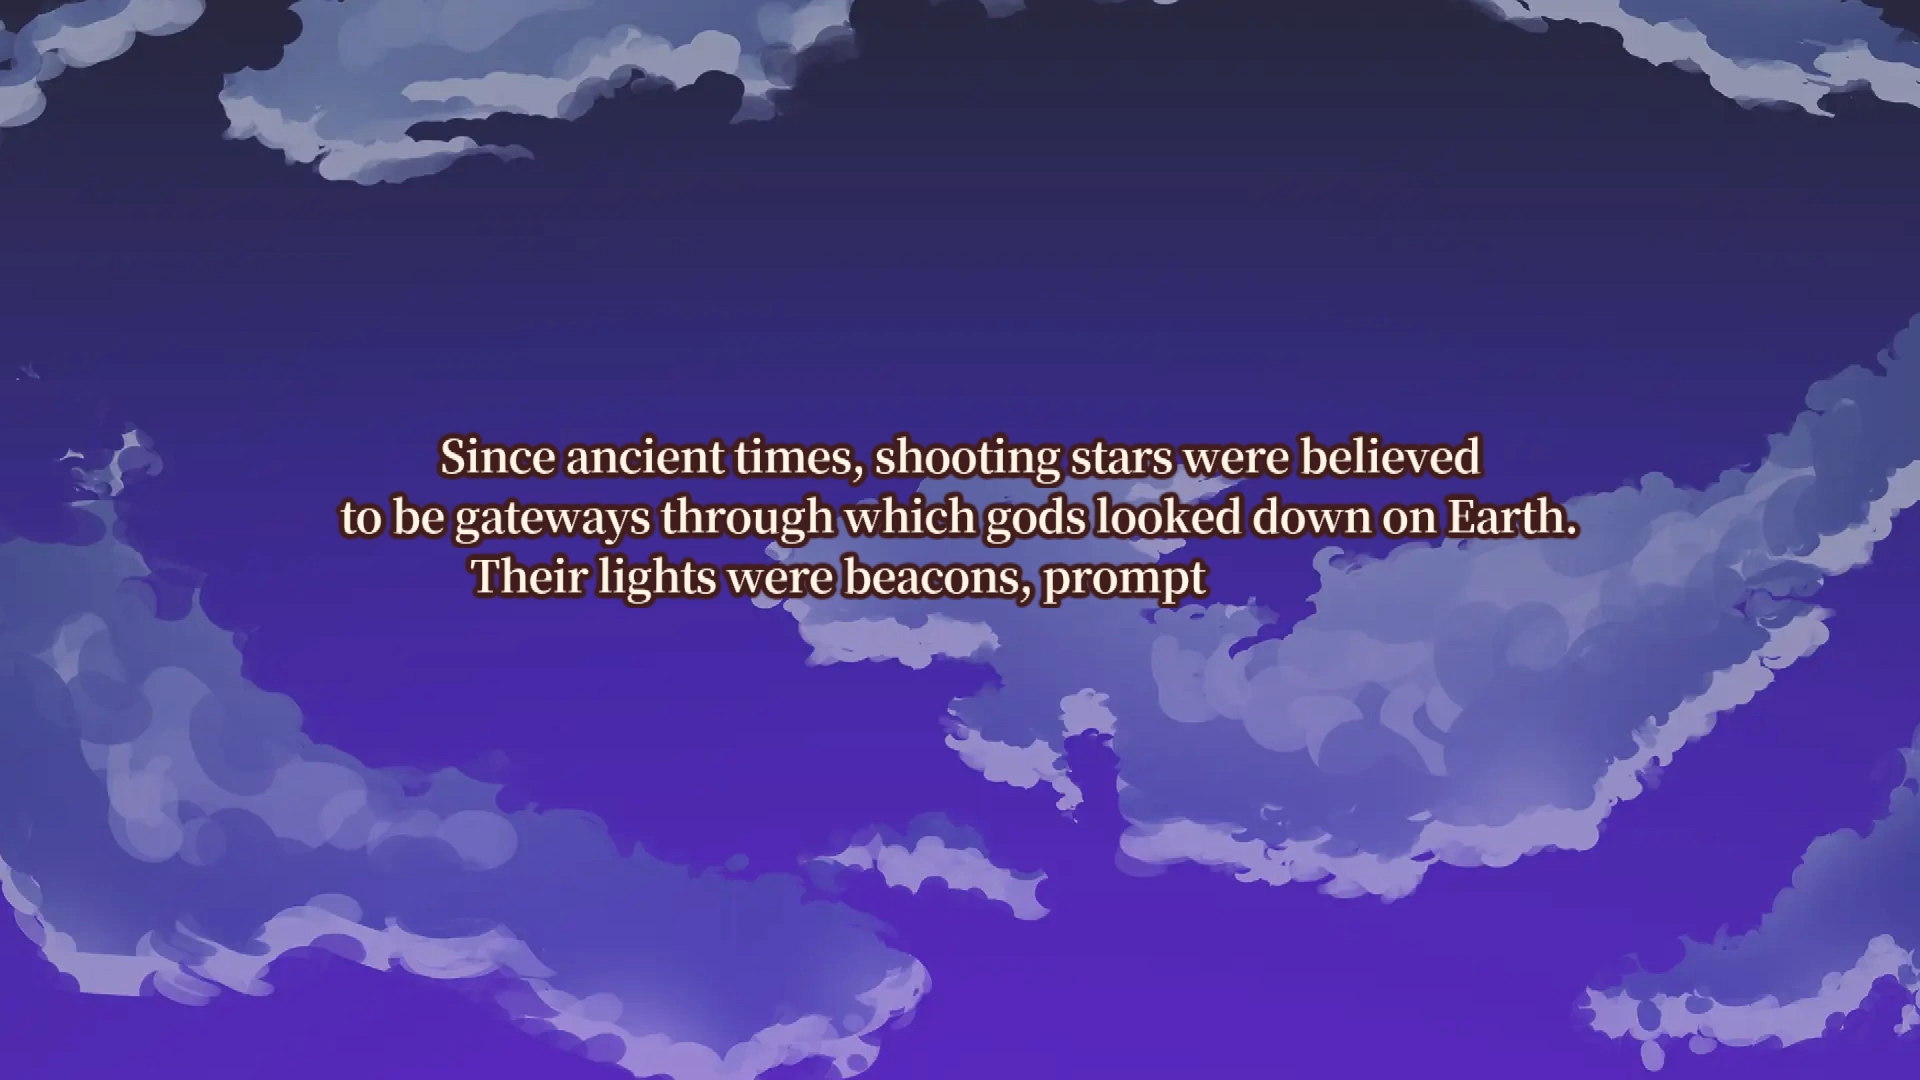 Since ancient times, shooting stars were believed
to be gateways through which gods looked down on Earth.
Their lights were beacons, prompt